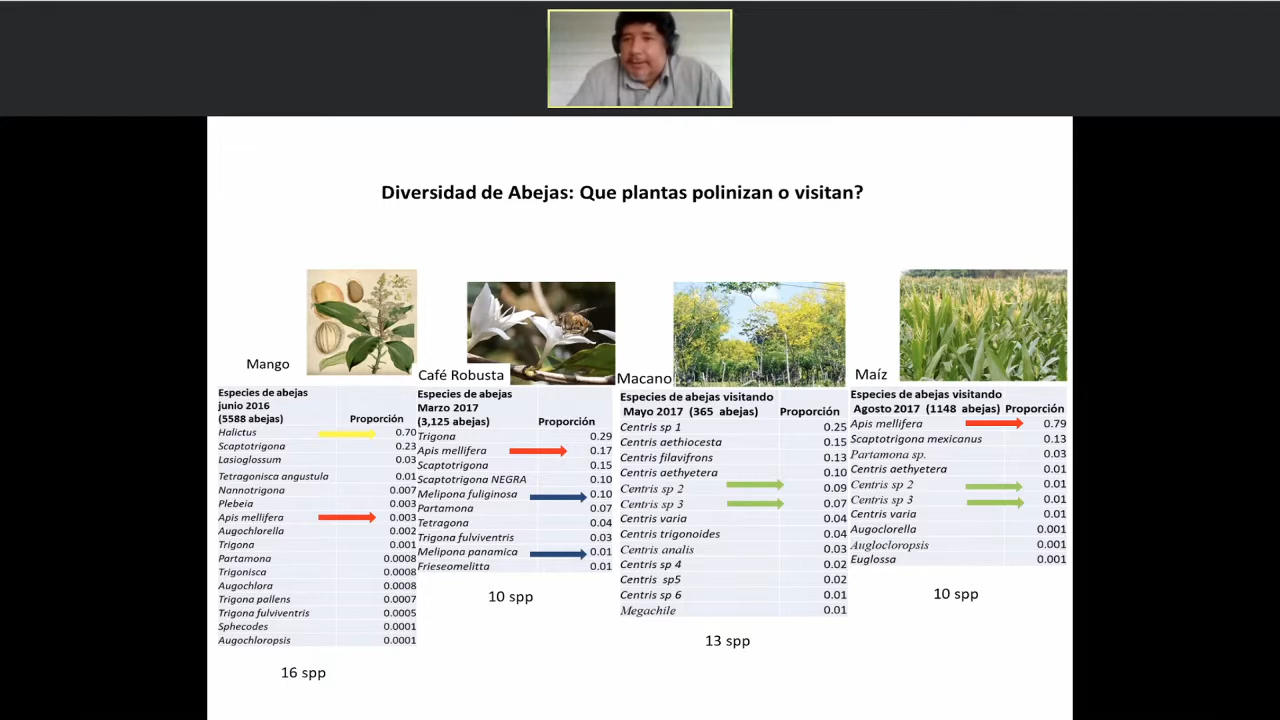 Diversidad de Abejas: Que plantas polinizan o visitan?
Mango
Especies de abejas
junio 2016
(5588 abejas) Proporción
Halictus 0.70
Scaptotrigona 0.23
Lasioglossum 0.03
Tetragonisca angustula 0.01
Nannotrigona 0.007
Plebeia 0.003
Apis mellifera 0.003
Augochlorella 0.002
Trigona 0.001
Partamona 0.0008
Trigonisca 0.0008
Augochlora 0.0008
Trigona pallens 0.0007
Trigona fulviventris 0.0005
Sphecodes 0.0001
Augochloropsis 0.0001
16 spp
Café Robusta
Especies de abejas
Marzo 2017
(3,125 abejas) Proporción
Trigona 0.29
Apis mellifera 0.17
Scaptotrigona 0.15
Scaptotrigona NEGRA 0.10
Melipona fuliginosa 0.10
Partamona 0.07
Tetragona 0.04
Trigona fulviventris 0.03
Melipona panamica 0.01
Frieseomelitta 0.01
10 spp
Macano
Especies de abejas visitando
Mayo 2017 (365 abejas) Proporción
Centris sp 1 0.25
Centris aethiocesta 0.15
Centris filavifrons 0.13
Centris aethyetera 0.10
Centris sp 2 0.09
Centris sp 3 0.07
Centris varia 0.04
Centris trigonoides 0.04
Centris analis 0.03
Centris sp 4 0.02
Centris sp5 0.02
Centris sp 6 0.01
Megachile 0.01
13 spp
Maíz
Especies de abejas visitando
Agosto 2017 (1148 abejas) Proporción
Apis mellifera 0.79
Scaptotrigona mexicanus 0.13
Partamona sp. 0.03
Centris aethyetera 0.01
Centris sp 2 0.01
Centris sp 3 0.01
Centris varia 0.01
Augoclorella 0.001
Auglocloropsis 0.001
Euglossa 0.001
10 spp